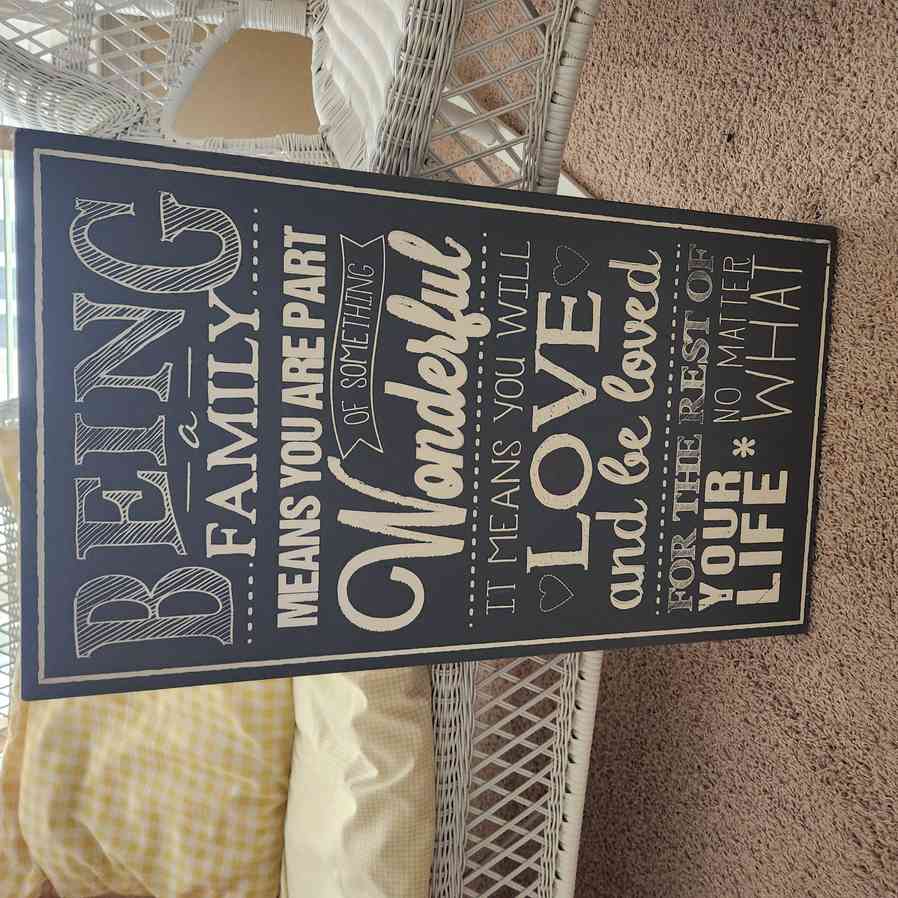 BEING
a
FAMILY
MEANS YOU ARE PART
OF SOMETHING
Wonderful
IT MEANS YOU WILL
LOVE
and be loved
FOR THE REST OF
YOUR
LIFE *
NO MATTER
WHAT